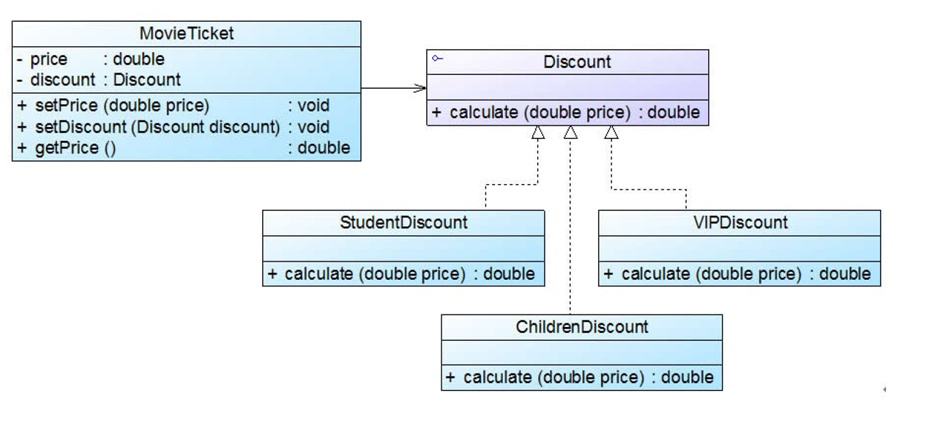 MovieTicket
- price : double
- discount : Discount
+ setPrice (double price) : void
+ setDiscount (Discount discount) : void
+ getPrice () : double
Discount
+ calculate (double price) : double
StudentDiscount
+ calculate (double price) : double
VIPDiscount
+ calculate (double price) : double
ChildrenDiscount
+ calculate (double price) : double